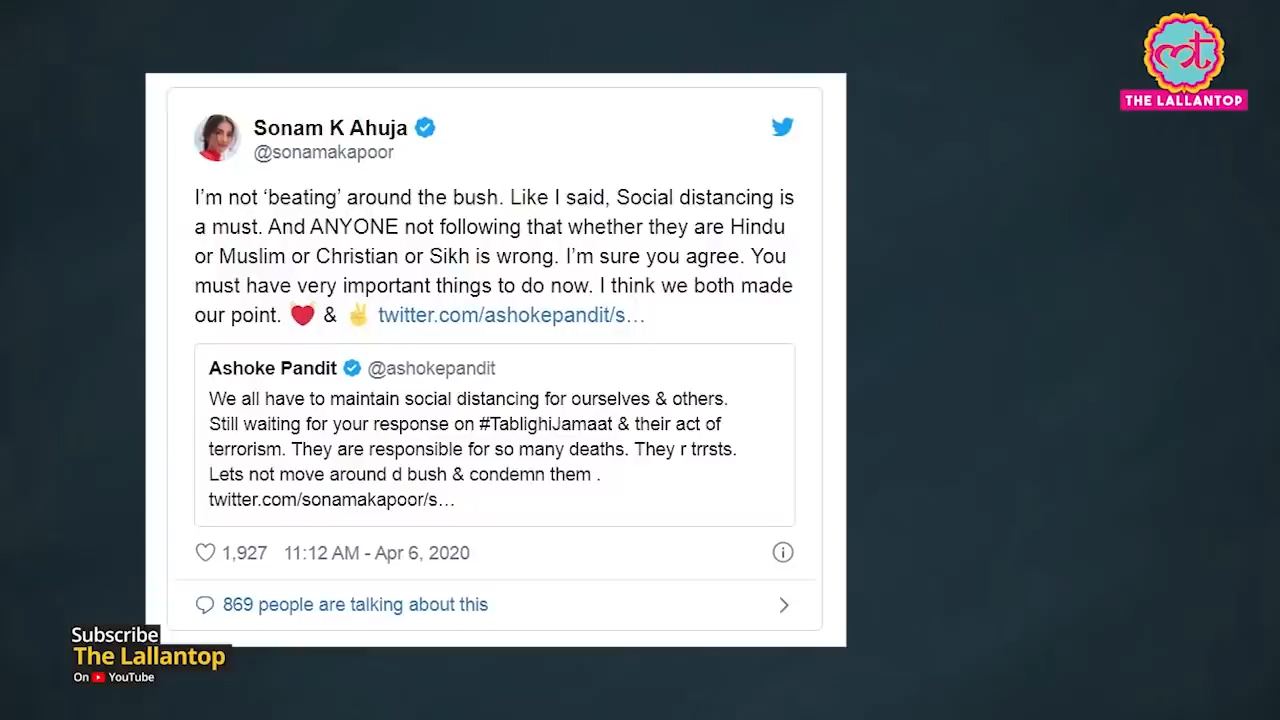 THE LALLANTOP
Sonam K Ahuja
@sonamakapoor
I'm not ‘beating’ around the bush. Like I said, Social distancing is
a must. And ANYONE not following that whether they are Hindu
or Muslim or Christian or Sikh is wrong. I'm sure you agree. You
must have very important things to do now. I think we both made
our point. ❤️ & ✌️ twitter.com/ashokepandit/s…
Ashoke Pandit @ashokepandit
We all have to maintain social distancing for ourselves & others.
Still waiting for your response on #TablighiJamaat & their act of
terrorism. They are responsible for so many deaths. They r trrsts.
Lets not move around d bush & condemn them .
twitter.com/sonamakapoor/s…
1,927 11:12 AM - Apr 6, 2020
869 people are talking about this
Subscribe
The Lallantop
On YouTube